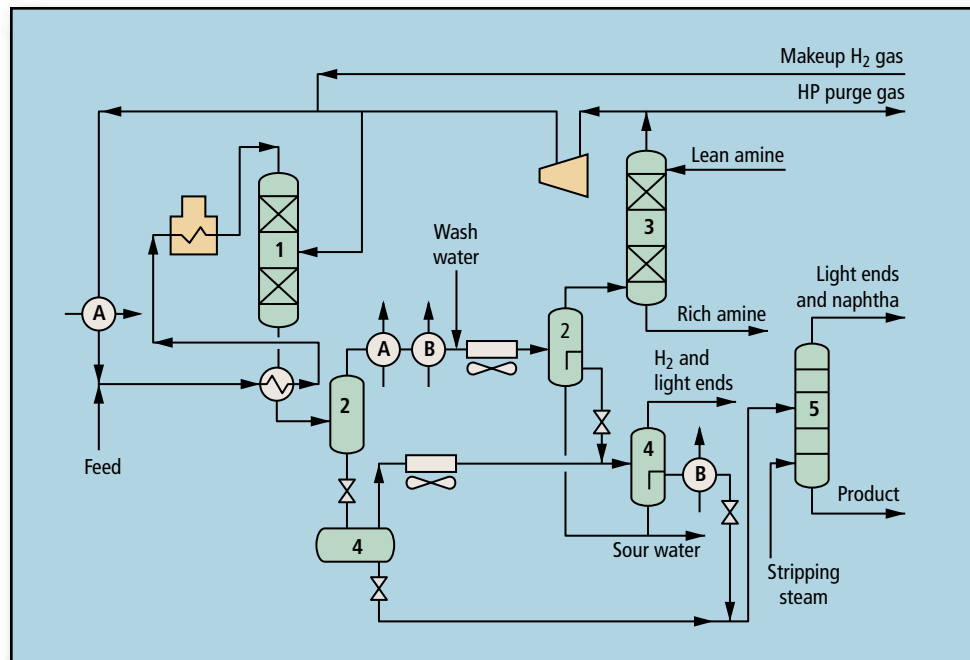 Makeup H₂ gas
HP purge gas
Lean amine
3
1
Wash
water
Light ends
and naphtha
A
2
Rich amine
A
B
H₂ and
light ends
2
5
4
B
Feed
Product
4
Sour water
Stripping
steam